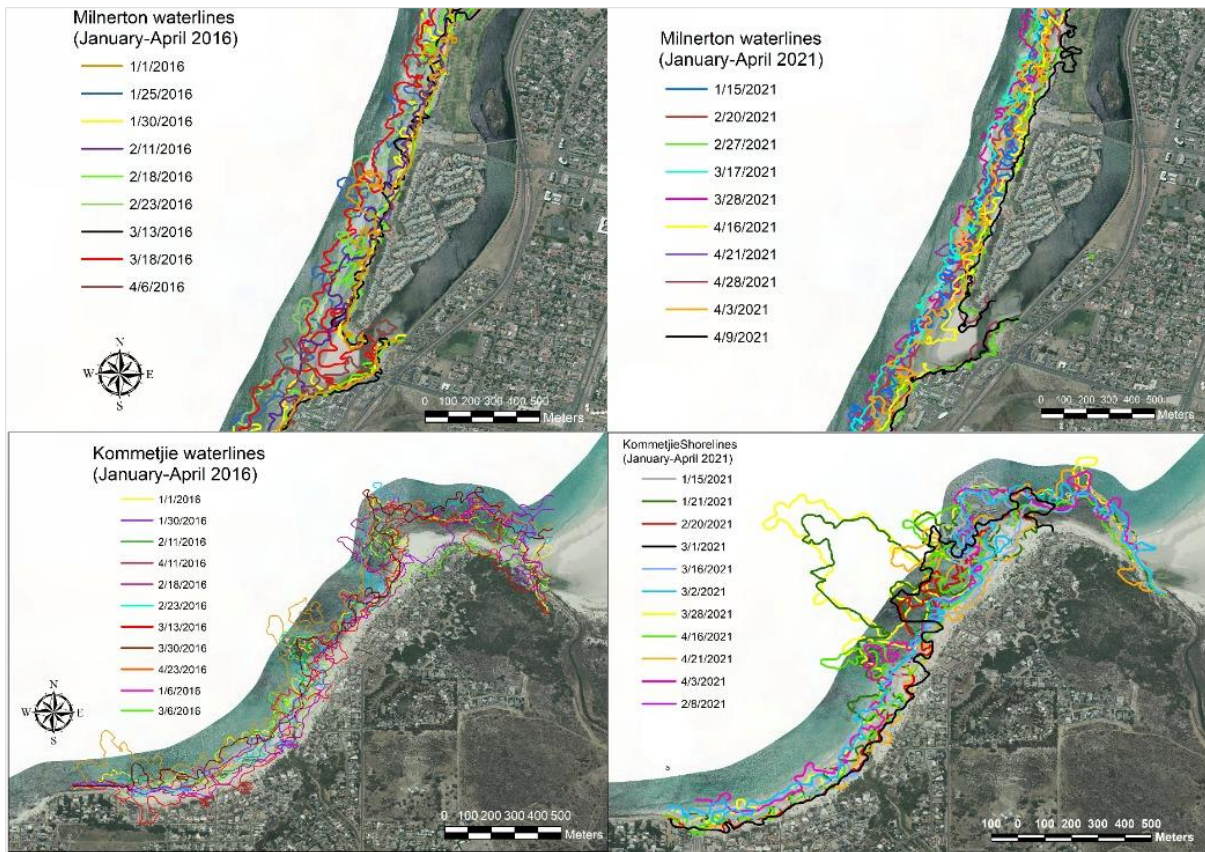 Milnerton waterlines
(January-April 2016)
1/1/2016
1/25/2016
1/30/2016
2/11/2016
2/18/2016
2/23/2016
3/13/2016
3/18/2016
4/6/2016
N
W E
S
0 100 200 300 400 500
Meters
Milnerton waterlines
(January-April 2021)
1/15/2021
2/20/2021
2/27/2021
3/17/2021
3/28/2021
4/16/2021
4/21/2021
4/28/2021
4/3/2021
4/9/2021
0 100 200 300 400 500
Meters
Kommetjie waterlines
(January-April 2016)
1/1/2016
1/30/2016
2/11/2016
4/11/2016
2/18/2016
2/23/2016
3/13/2016
3/30/2016
4/23/2016
1/6/2016
3/6/2016
N
W E
S
0 100 200 300 400 500
Meters
KommetjieShorelines
(January-April 2021)
1/15/2021
1/21/2021
2/20/2021
3/1/2021
3/16/2021
3/2/2021
3/28/2021
4/16/2021
4/21/2021
4/3/2021
2/8/2021
S
100 0 100 200 300 400 500
Meters